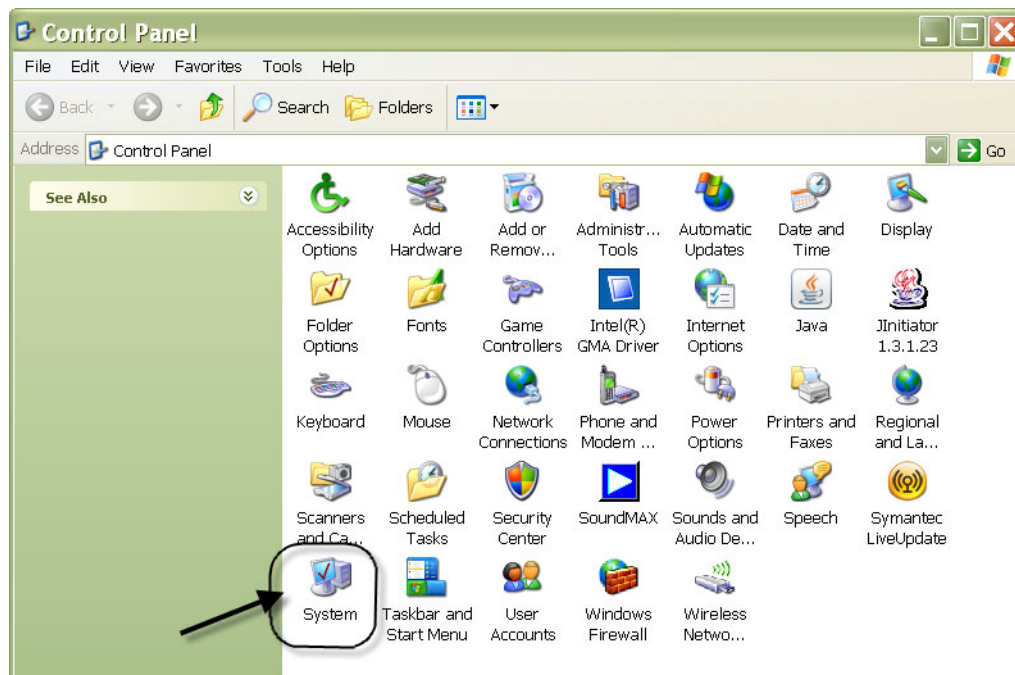 Control Panel
File Edit View Favorites Tools Help
Back Search Folders
Address Control Panel Go
See Also
Accessibility Add Add or Administr... Automatic Date and Display
Options Hardware Remov... Tools Updates Time
Folder Fonts Game Intel(R) Internet Java JInitiator
Options Controllers GMA Driver Options 1.3.1.23
Keyboard Mouse Network Phone and Power Printers and Regional
Connections Modem ... Options Faxes and La...
Scanners Scheduled Security SoundMAX Sounds and Speech Symantec
and Ca... Tasks Center Audio De... LiveUpdate
System Taskbar and User Windows Wireless
Start Menu Accounts Firewall Netwo...